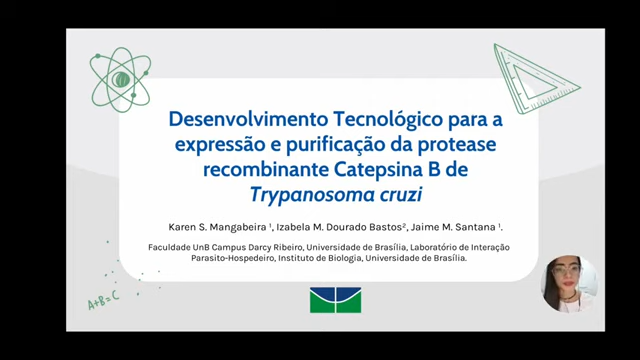 Desenvolvimento Tecnológico para a
expressão e purificação da protease
recombinante Catepsina B de
Trypanosoma cruzi
Karen S. Mangabeira ¹, Izabela M. Dourado Bastos², Jaime M. Santana ¹.
Faculdade UnB Campus Darcy Ribeiro, Universidade de Brasília, Laboratório de Interação
Parasito-Hospedeiro, Instituto de Biologia, Universidade de Brasília.
A+B=C